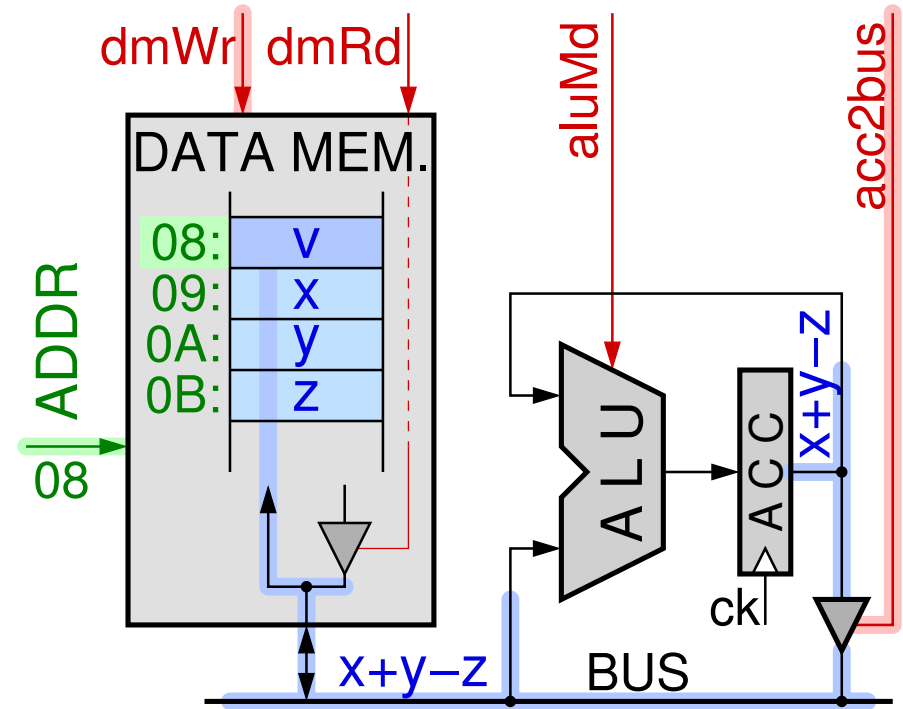 dmWr
dmRd
aluMd
acc2bus
DATA MEM.
08: v
09: x
0A: y
0B: z
ADDR
08
ALU
ACC
x+y−z
ck
x+y−z
BUS